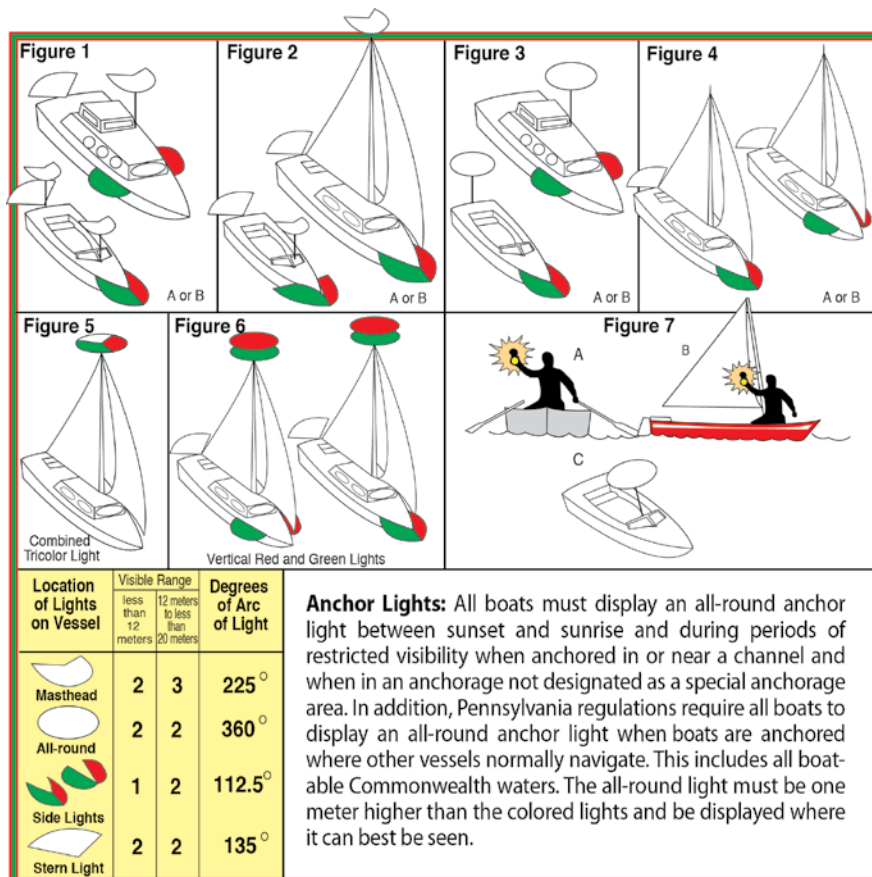 Figure 1
Figure 2
Figure 3
Figure 4
A or B
A or B
A or B
A or B
Figure 5
Figure 6
Figure 7
A
B
C
Combined
Tricolor Light
Vertical Red and Green Lights
Location
of Lights
on Vessel
Visible Range
less
than
12
meters
12 meters
to less
than
20 meters
Degrees
of Arc
of Light
Masthead
2 3 225°
All-round
2 2 360°
Side Lights
1 2 112.5°
Stern Light
2 2 135°
Anchor Lights: All boats must display an all-round anchor
light between sunset and sunrise and during periods of
restricted visibility when anchored in or near a channel and
when in an anchorage not designated as a special anchorage
area. In addition, Pennsylvania regulations require all boats to
display an all-round anchor light when boats are anchored
where other vessels normally navigate. This includes all boat-
able Commonwealth waters. The all-round light must be one
meter higher than the colored lights and be displayed where
it can best be seen.